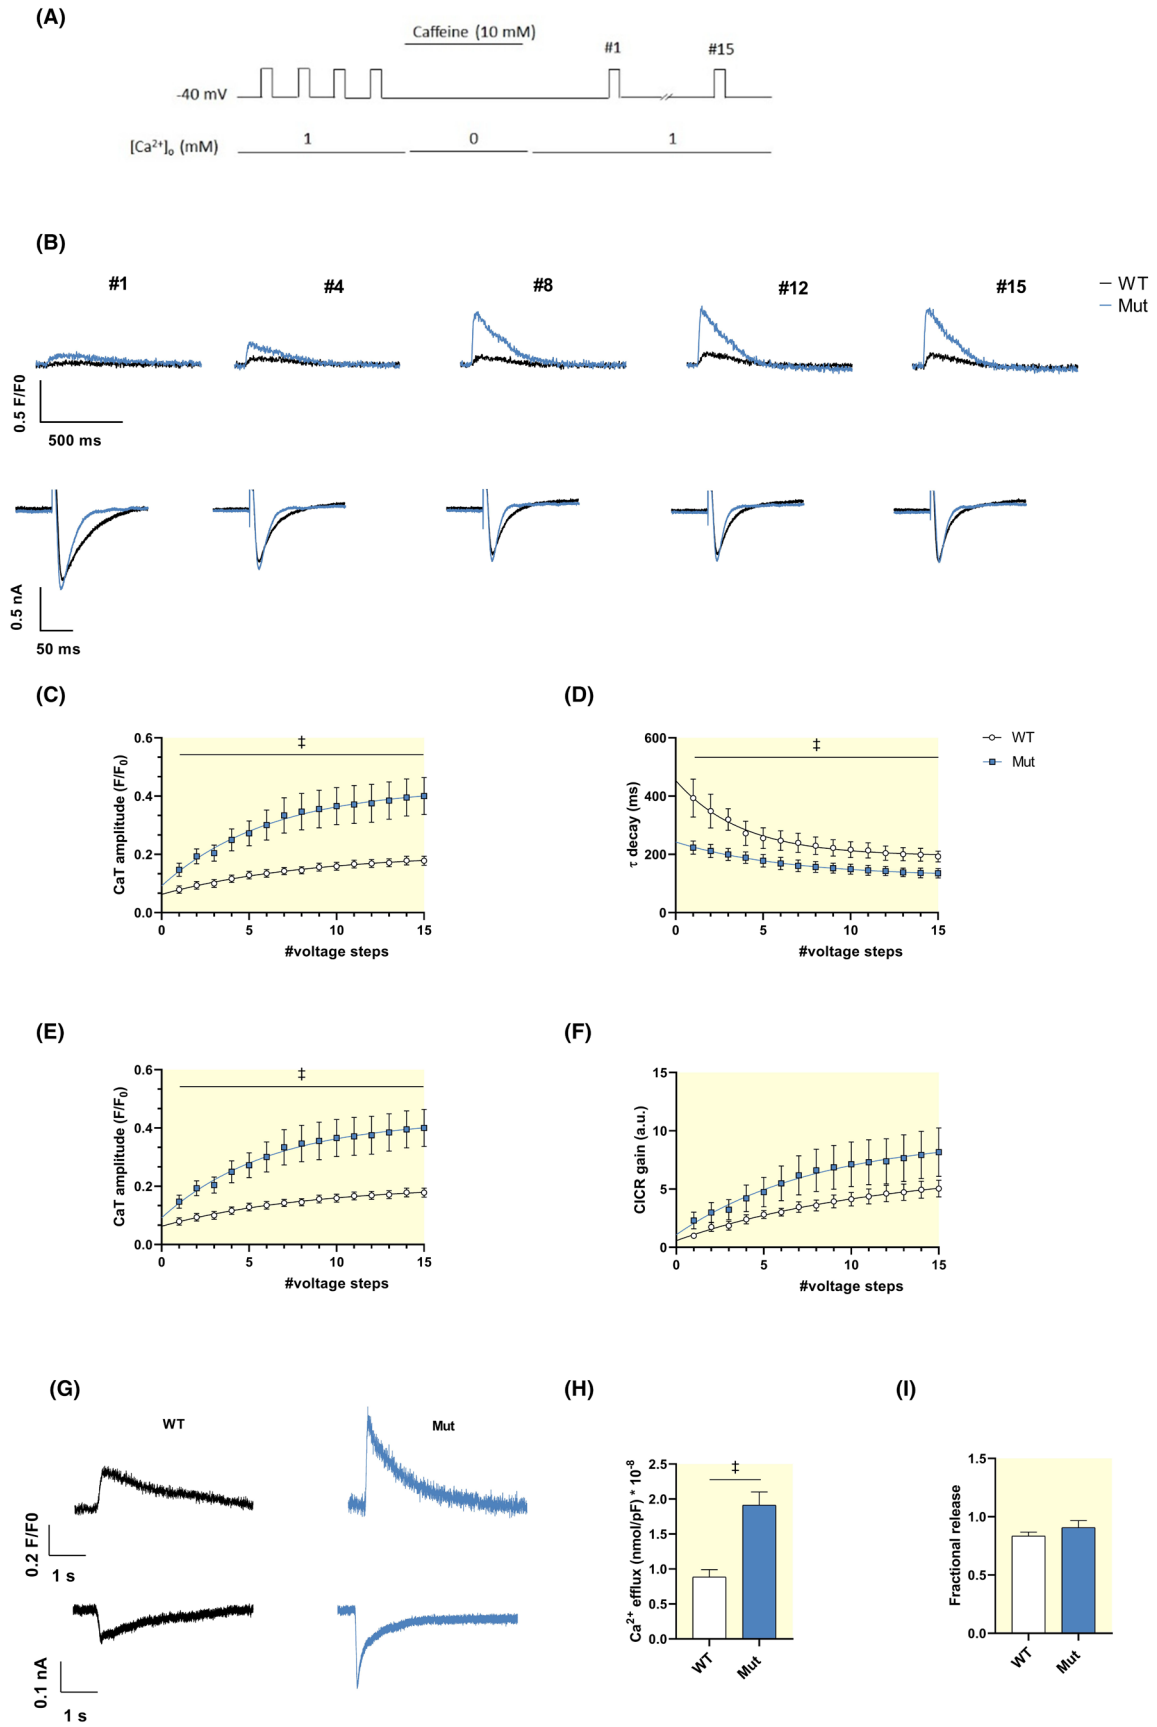 (A)
Caffeine (10 mM)
#1
#15
-40 mV
[Ca²⁺]ₒ (mM)
1
0
1
(B)
#1
#4
#8
#12
#15
WT
Mut
0.5 F/F0
500 ms
0.5 nA
50 ms
(C)
‡
0.6
0.4
0.2
0.0
CaT amplitude (F/F₀)
0
5
10
15
#voltage steps
(D)
‡
600
400
200
0
τ decay (ms)
0
5
10
15
#voltage steps
WT
Mut
(E)
‡
0.6
0.4
0.2
0.0
CaT amplitude (F/F₀)
0
5
10
15
#voltage steps
(F)
15
10
5
0
CICR gain (a.u.)
0
5
10
15
#voltage steps
(G)
WT
Mut
0.2 F/F0
1 s
0.1 nA
1 s
(H)
‡
2.5
2.0
1.5
1.0
0.5
0.0
Ca²⁺ efflux (nmol/pF) * 10⁻⁸
WT
Mut
(I)
1.5
1.0
0.5
0.0
Fractional release
WT
Mut